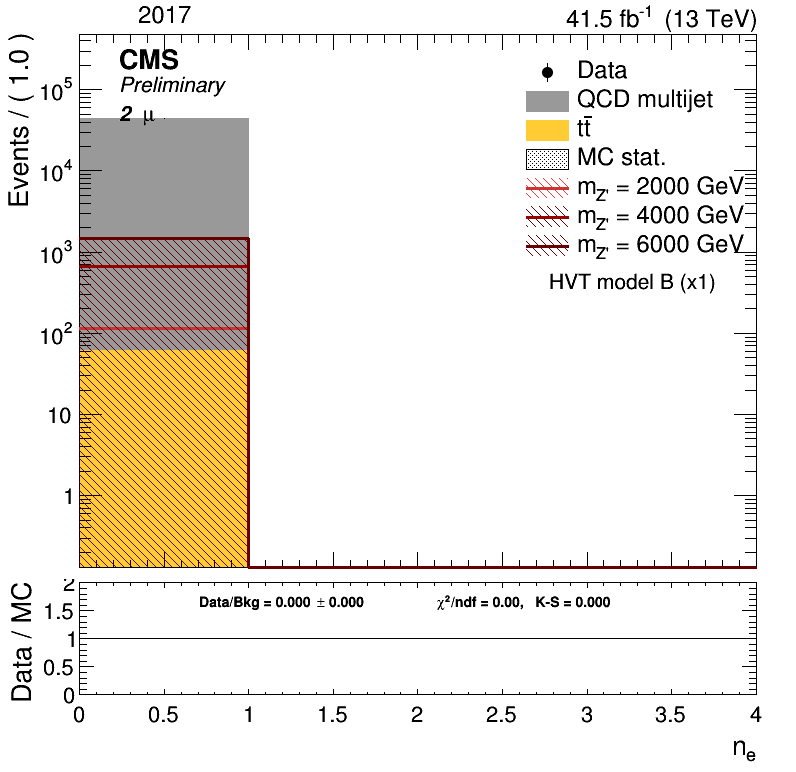 2017
41.5 fb⁻¹ (13 TeV)
CMS
Preliminary
2 μ
Events / ( 1.0 )
10⁵
10⁴
10³
10²
10
1
Data
QCD multijet
tt̄
MC stat.
m_Z' = 2000 GeV
m_Z' = 4000 GeV
m_Z' = 6000 GeV
HVT model B (x1)
Data / MC
2
1.5
1
0.5
0
Data/Bkg = 0.000 ± 0.000
χ²/ndf = 0.00, K-S = 0.000
0 0.5 1 1.5 2 2.5 3 3.5 4
n_e